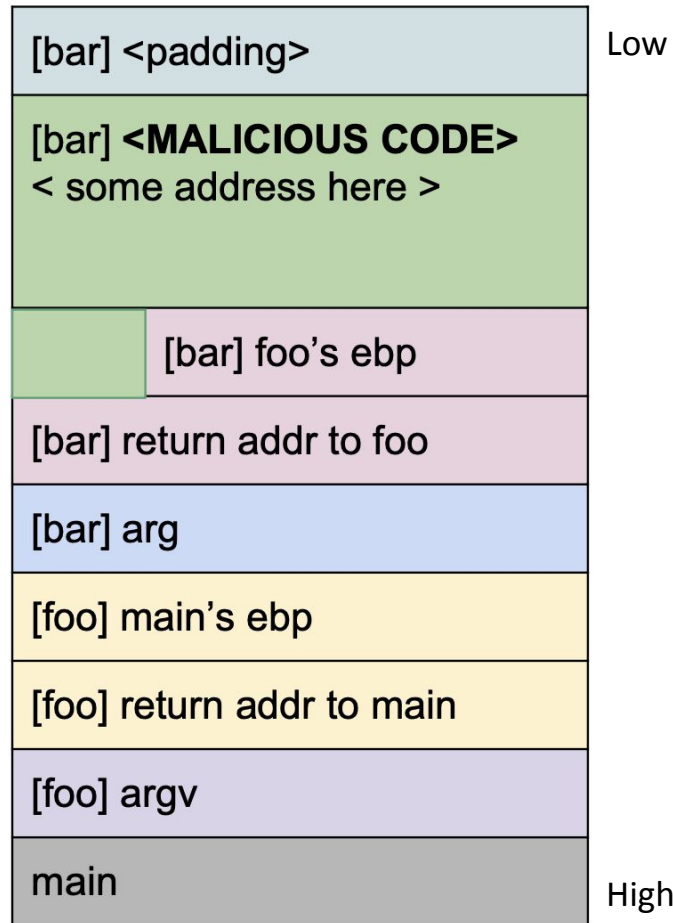 [bar] <padding>
Low
[bar] <MALICIOUS CODE>
< some address here >
[bar] foo’s ebp
[bar] return addr to foo
[bar] arg
[foo] main’s ebp
[foo] return addr to main
[foo] argv
main
High